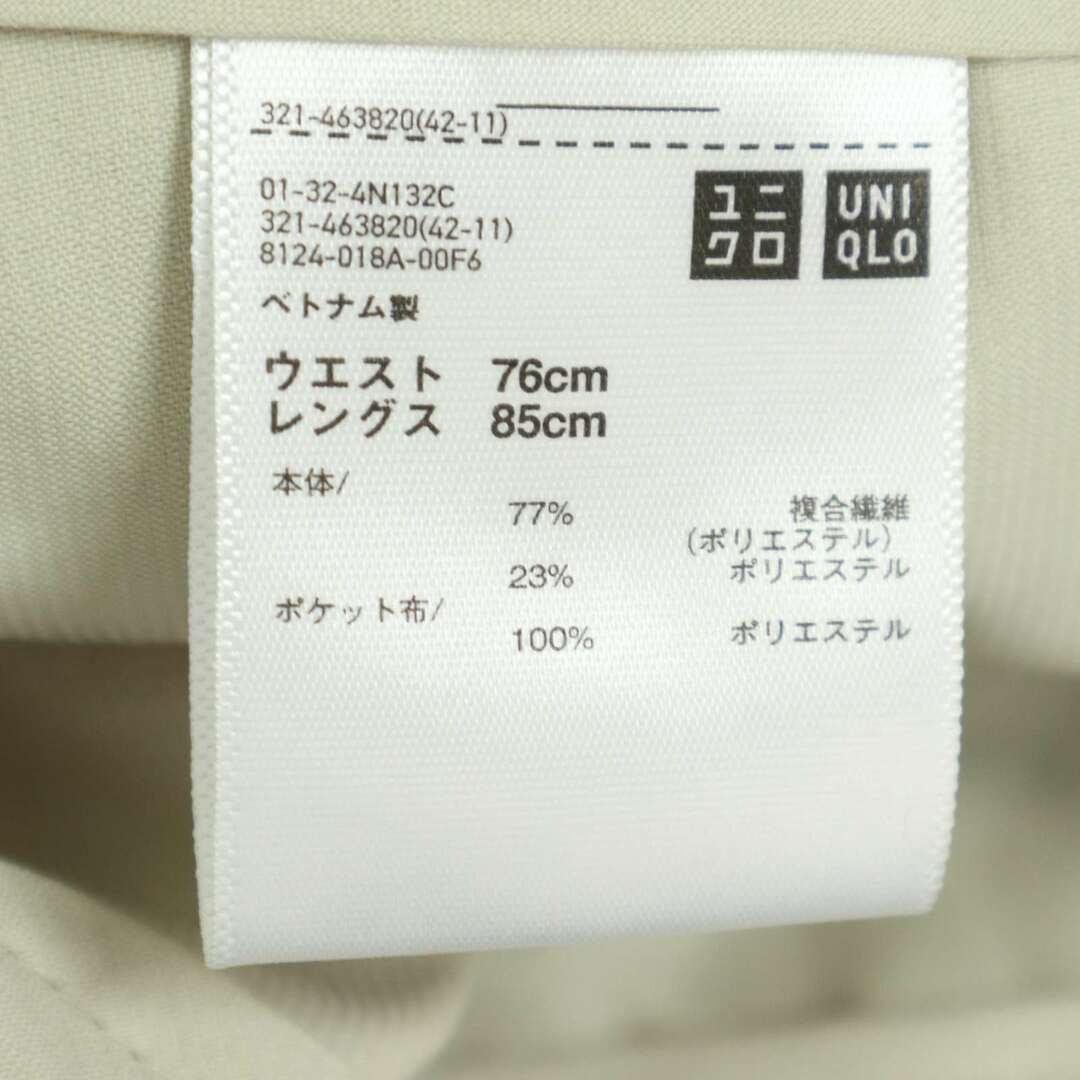 321-463820(42-11)
01-32-4N132C
321-463820(42-11)
8124-018A-00F6
ユニ
クロ
UNI
QLO
ベトナム製
ウエスト 76cm
レングス 85cm
本体/
77% 複合繊維
(ポリエステル)
23% ポリエステル
ポケット布/
100% ポリエステル